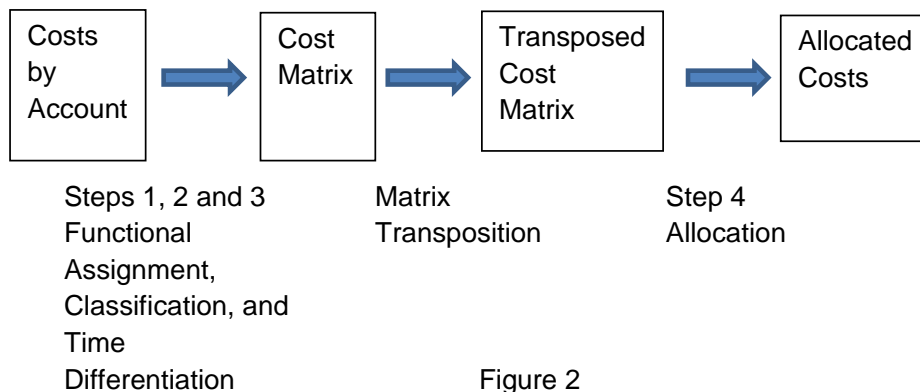 Costs
by
Account
Cost
Matrix
Transposed
Cost
Matrix
Allocated
Costs
Steps 1, 2 and 3
Functional
Assignment,
Classification, and
Time
Differentiation
Matrix
Transposition
Step 4
Allocation
Figure 2